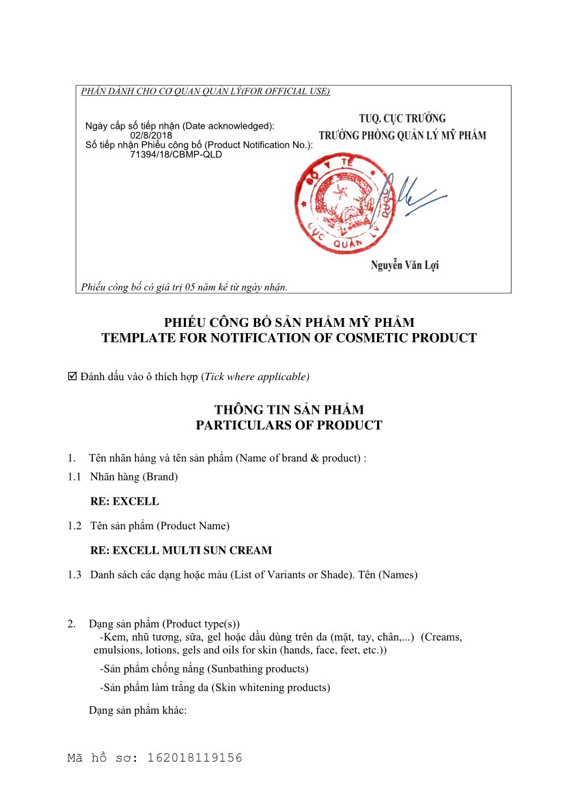 PHẦN DÀNH CHO CƠ QUAN QUẢN LÝ(FOR OFFICIAL USE)
TUQ. CỤC TRƯỞNG
Ngày cấp số tiếp nhận (Date acknowledged):
02/8/2018
TRƯỞNG PHÒNG QUẢN LÝ MỸ PHẨM
Số tiếp nhận Phiếu công bố (Product Notification No.):
71394/18/CBMP-QLD
BỘ Y TẾ
CỤC QUẢN LÝ DƯỢC
Nguyễn Văn Lợi
Phiếu công bố có giá trị 05 năm kể từ ngày nhận.
PHIẾU CÔNG BỐ SẢN PHẨM MỸ PHẨM
TEMPLATE FOR NOTIFICATION OF COSMETIC PRODUCT
☑ Đánh dấu vào ô thích hợp (Tick where applicable)
THÔNG TIN SẢN PHẨM
PARTICULARS OF PRODUCT
1. Tên nhãn hàng và tên sản phẩm (Name of brand & product) :
1.1 Nhãn hàng (Brand)
RE: EXCELL
1.2 Tên sản phẩm (Product Name)
RE: EXCELL MULTI SUN CREAM
1.3 Danh sách các dạng hoặc màu (List of Variants or Shade). Tên (Names)
2. Dạng sản phẩm (Product type(s))
-Kem, nhũ tương, sữa, gel hoặc dầu dùng trên da (mặt, tay, chân,...) (Creams,
emulsions, lotions, gels and oils for skin (hands, face, feet, etc.))
-Sản phẩm chống nắng (Sunbathing products)
-Sản phẩm làm trắng da (Skin whitening products)
Dạng sản phẩm khác:
Mã hồ sơ: 162018119156